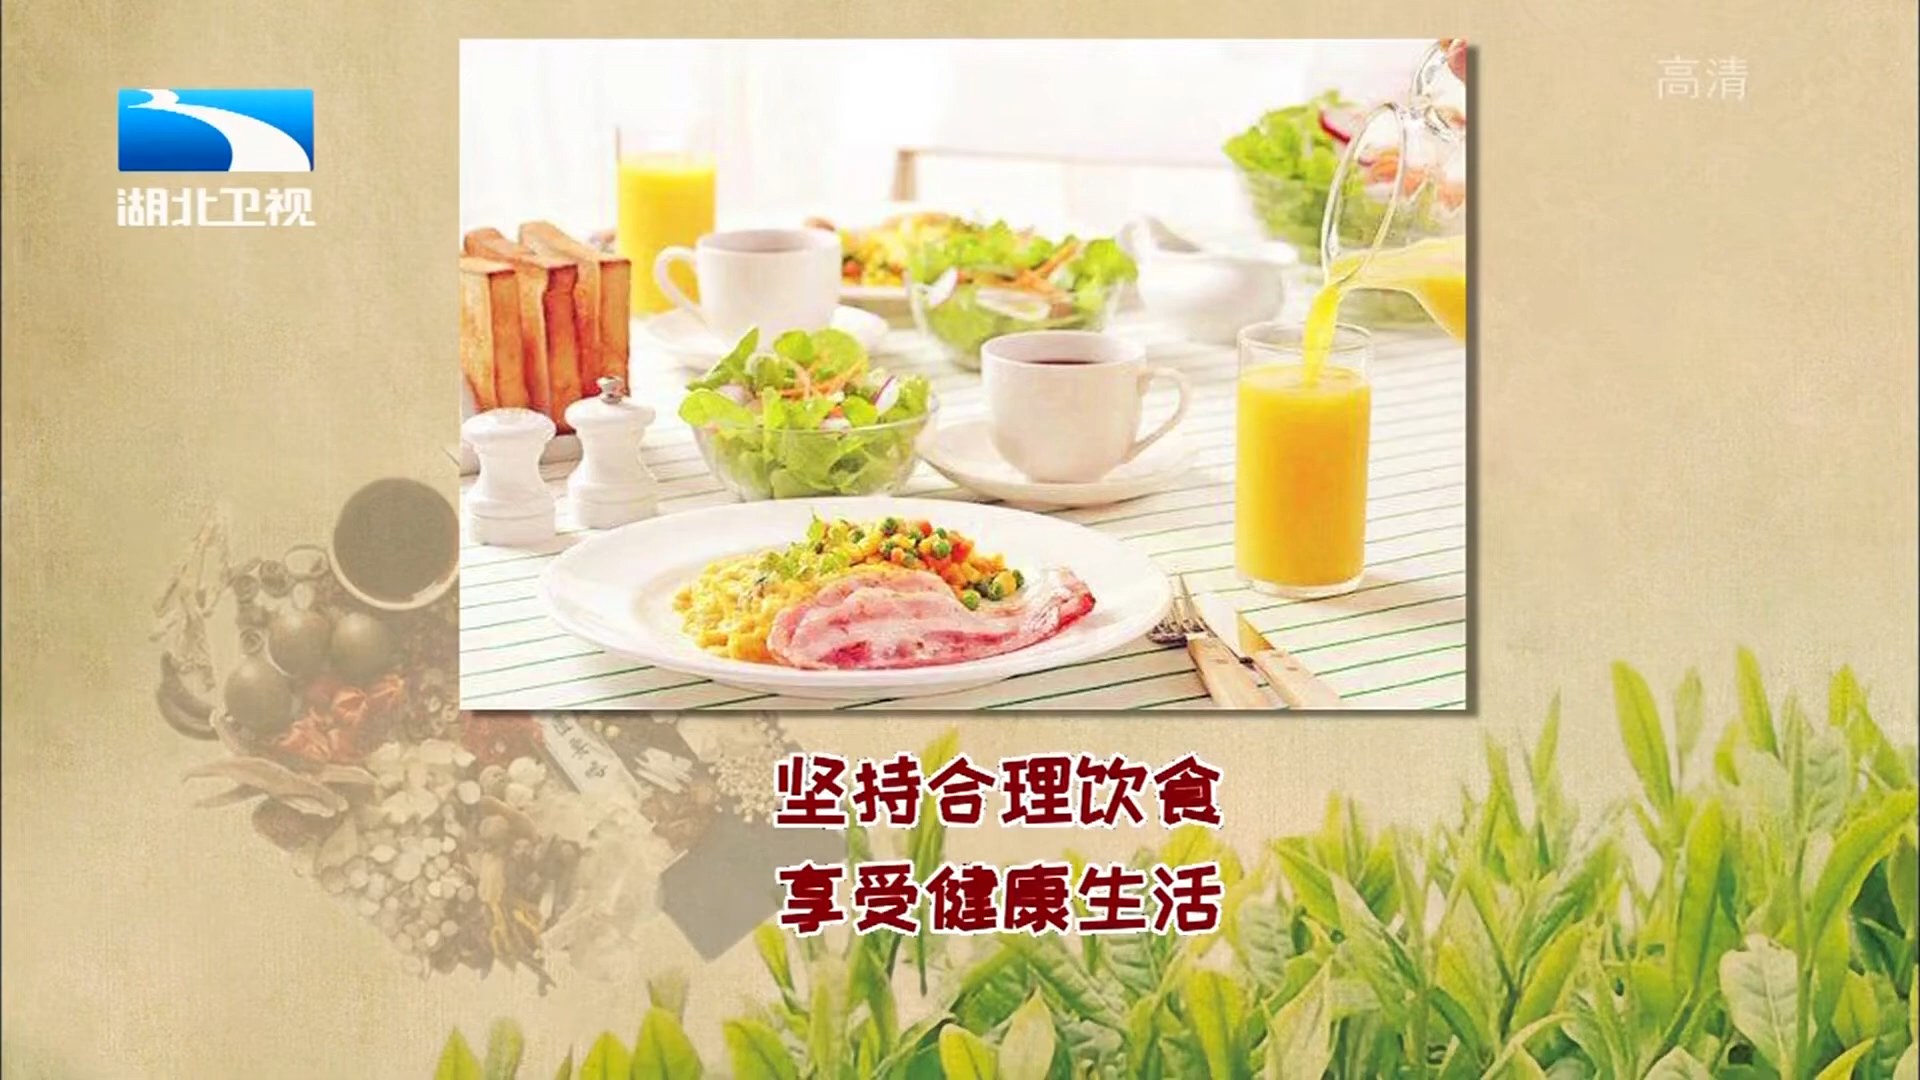 高清
湖北卫视
坚持合理饮食
享受健康生活